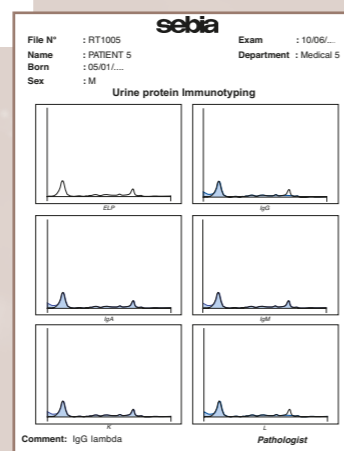 sebia
File N° : RT1005 Exam : 10/06/....
Name : PATIENT 5 Department : Medical 5
Born : 05/01/....
Sex : M
Urine protein Immunotyping
ELP IgG
IgA IgM
K L
Comment: IgG lambda Pathologist